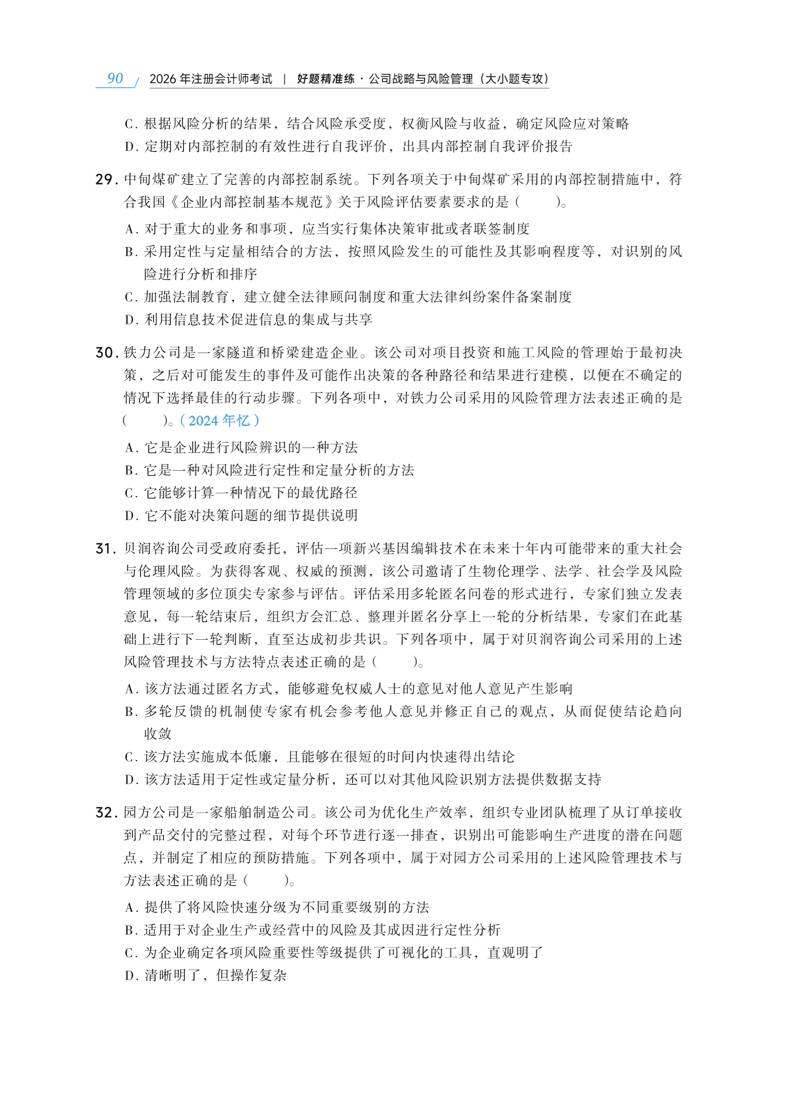 90 2026 年注册会计师考试 | 好题精准练·公司战略与风险管理（大小题专攻）
C. 根据风险分析的结果，结合风险承受度，权衡风险与收益，确定风险应对策略
D. 定期对内部控制的有效性进行自我评价，出具内部控制自我评价报告
29. 中甸煤矿建立了完善的内部控制系统。下列各项关于中甸煤矿采用的内部控制措施中，符
合我国《企业内部控制基本规范》关于风险评估要素要求的是（　　）。
A. 对于重大的业务和事项，应当实行集体决策审批或者联签制度
B. 采用定性与定量相结合的方法，按照风险发生的可能性及其影响程度等，对识别的风
险进行分析和排序
C. 加强法制教育，建立健全法律顾问制度和重大法律纠纷案件备案制度
D. 利用信息技术促进信息的集成与共享
30. 铁力公司是一家隧道和桥梁建造企业。该公司对项目投资和施工风险的管理始于最初决
策，之后对可能发生的事件及可能作出决策的各种路径和结果进行建模，以便在不确定的
情况下选择最佳的行动步骤。下列各项中，对铁力公司采用的风险管理方法表述正确的是
（　　）。（2024 年忆）
A. 它是企业进行风险辨识的一种方法
B. 它是一种对风险进行定性和定量分析的方法
C. 它能够计算一种情况下的最优路径
D. 它不能对决策问题的细节提供说明
31. 贝润咨询公司受政府委托，评估一项新兴基因编辑技术在未来十年内可能带来的重大社会
与伦理风险。为获得客观、权威的预测，该公司邀请了生物伦理学、法学、社会学及风险
管理领域的多位顶尖专家参与评估。评估采用多轮匿名问卷的形式进行，专家们独立发表
意见，每一轮结束后，组织方会汇总、整理并匿名分享上一轮的分析结果，专家们在此基
础上进行下一轮判断，直至达成初步共识。下列各项中，属于对贝润咨询公司采用的上述
风险管理技术与方法特点表述正确的是（　　）。
A. 该方法通过匿名方式，能够避免权威人士的意见对他人意见产生影响
B. 多轮反馈的机制使专家有机会参考他人意见并修正自己的观点，从而促使结论趋向
收敛
C. 该方法实施成本低廉，且能够在很短的时间内快速得出结论
D. 该方法适用于定性或定量分析，还可以对其他风险识别方法提供数据支持
32. 园方公司是一家船舶制造公司。该公司为优化生产效率，组织专业团队梳理了从订单接收
到产品交付的完整过程，对每个环节进行逐一排查，识别出可能影响生产进度的潜在问题
点，并制定了相应的预防措施。下列各项中，属于对园方公司采用的上述风险管理技术与
方法表述正确的是（　　）。
A. 提供了将风险快速分级为不同重要级别的方法
B. 适用于对企业生产或经营中的风险及其成因进行定性分析
C. 为企业确定各项风险重要性等级提供了可视化的工具，直观明了
D. 清晰明了，但操作复杂